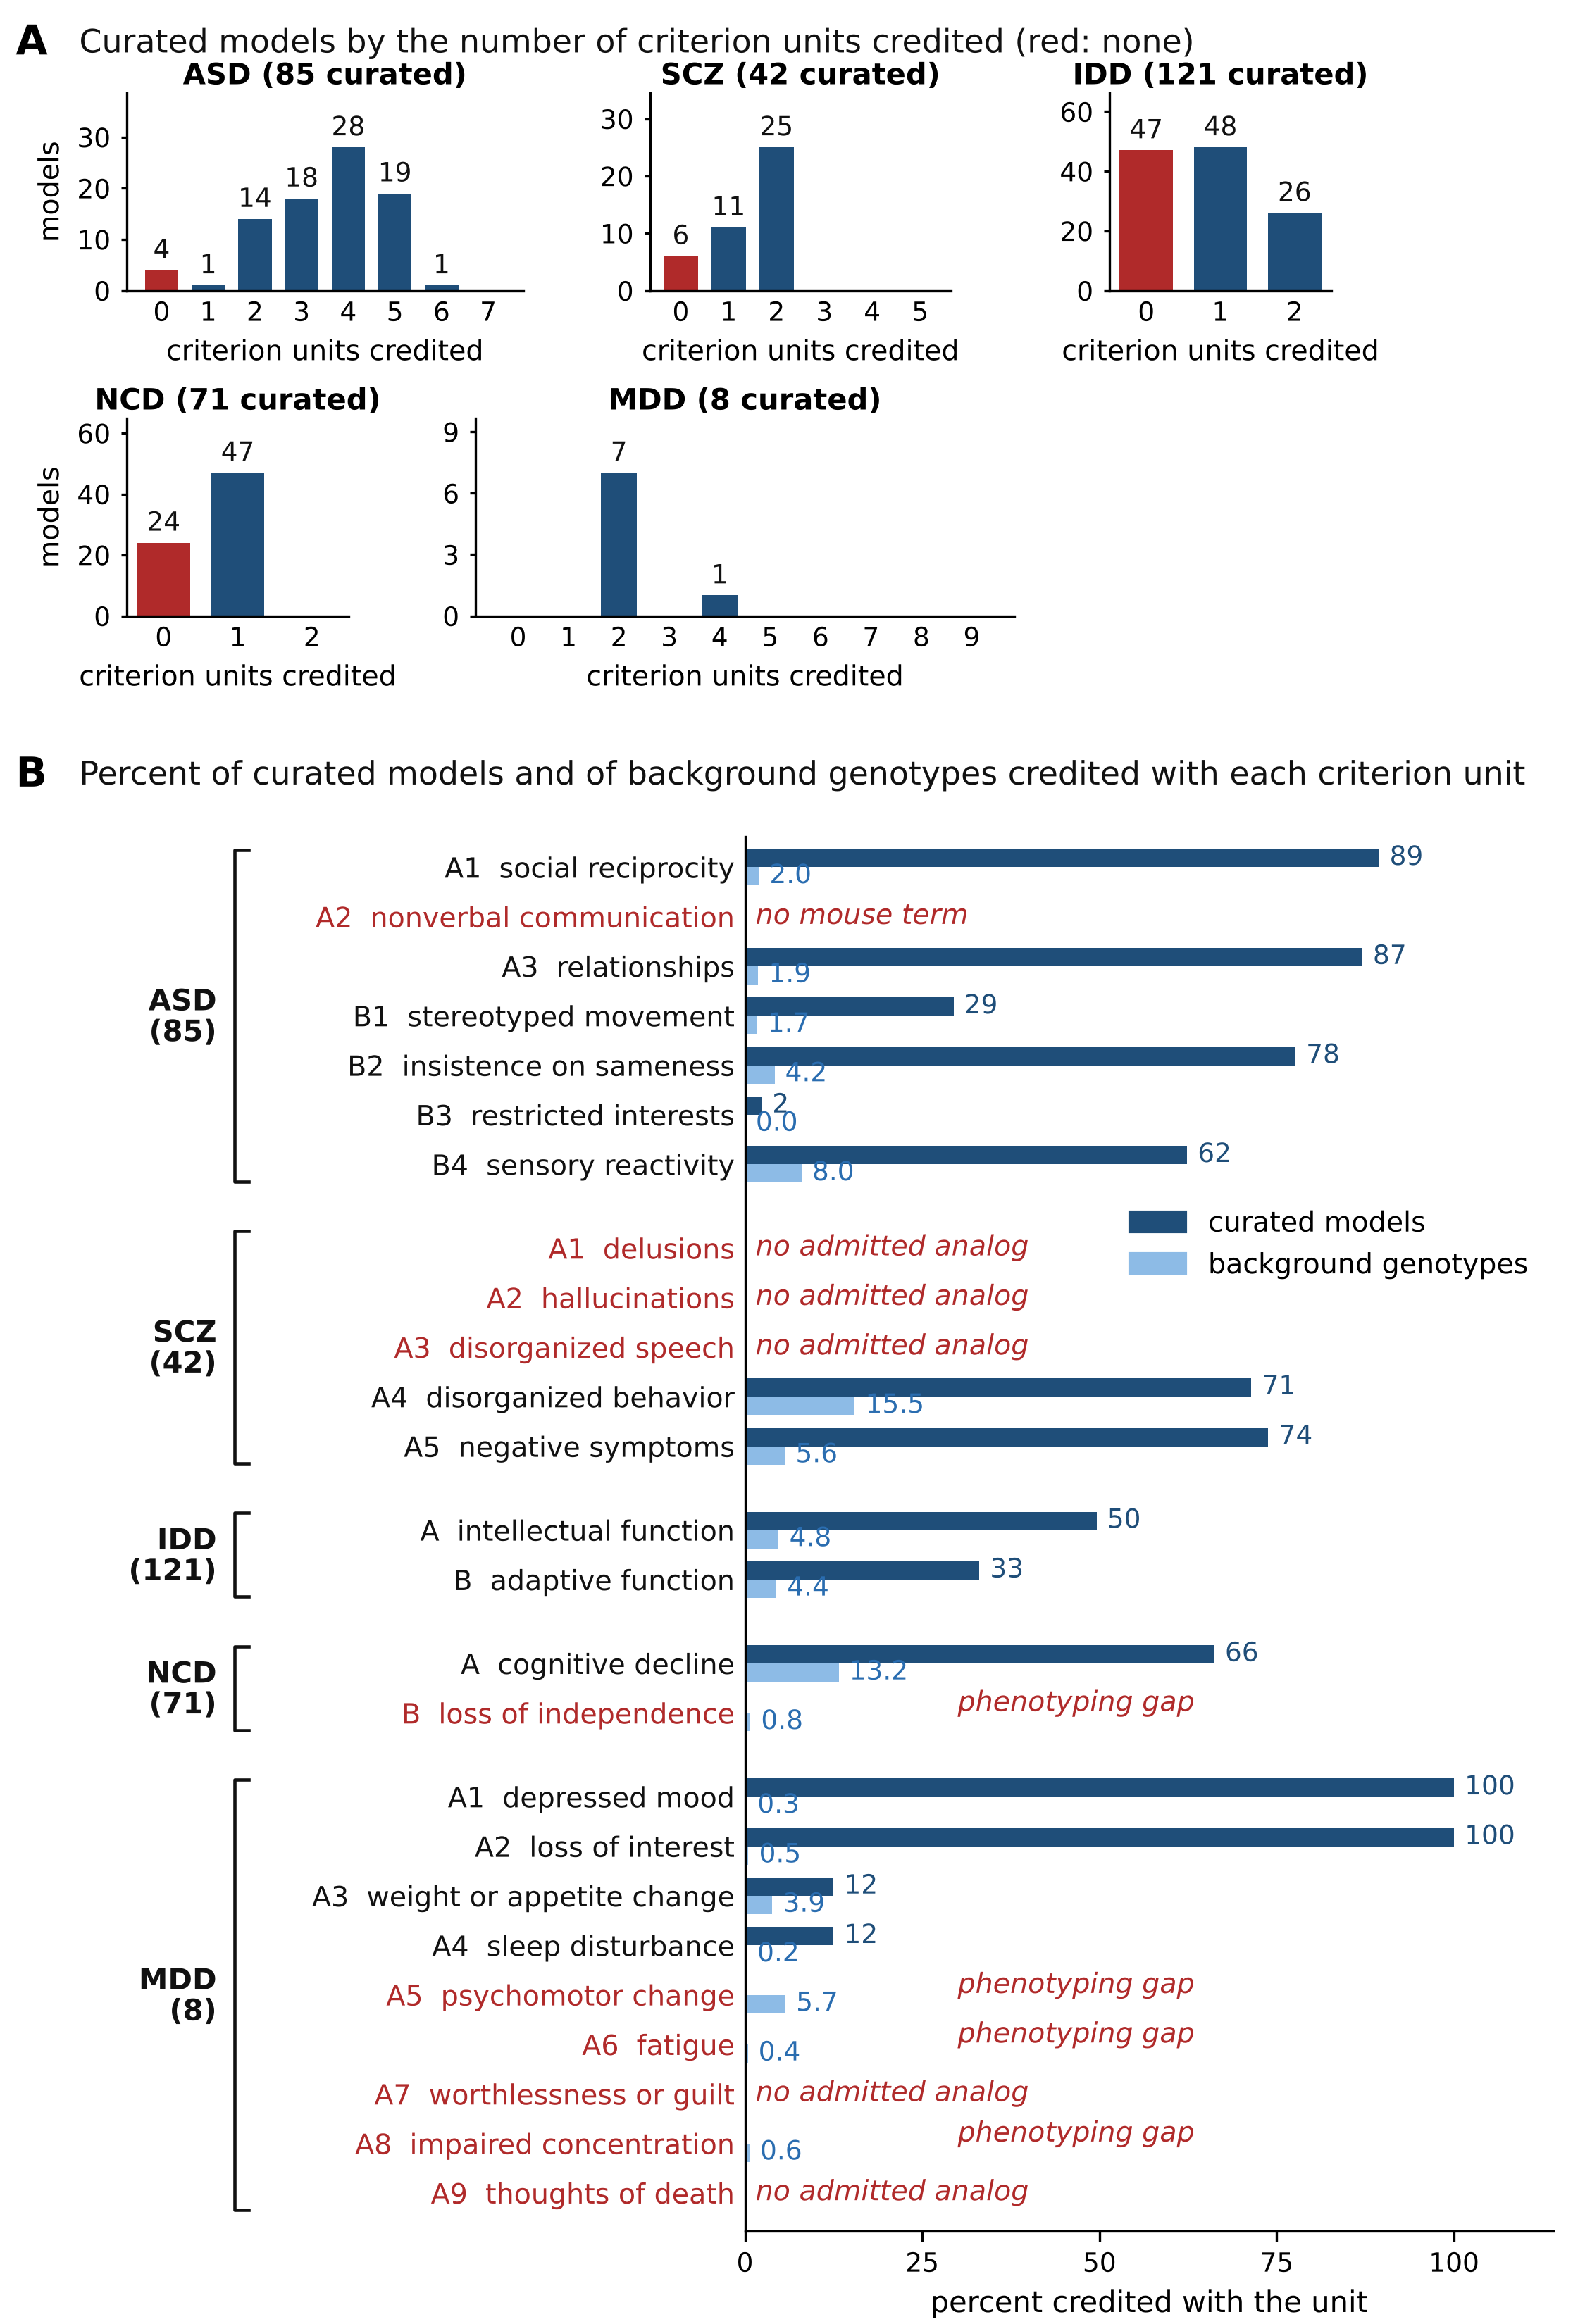 A Curated models by the number of criterion units credited (red: none)
ASD (85 curated)
models
30
20
10
0
4
1
14
18
28
19
1
0 1 2 3 4 5 6 7
criterion units credited
SCZ (42 curated)
30
20
10
0
6
11
25
0 1 2 3 4 5
criterion units credited
IDD (121 curated)
60
40
20
0
47
48
26
0 1 2
criterion units credited
NCD (71 curated)
models
60
40
20
0
24
47
0 1 2
criterion units credited
MDD (8 curated)
9
6
3
0
7
1
0 1 2 3 4 5 6 7 8 9
criterion units credited
B Percent of curated models and of background genotypes credited with each criterion unit
ASD
(85)
A1 social reciprocity 89
2.0
A2 nonverbal communication no mouse term
A3 relationships 87
1.9
B1 stereotyped movement 29
1.7
B2 insistence on sameness 78
4.2
B3 restricted interests 2
0.0
B4 sensory reactivity 62
8.0
curated models
background genotypes
SCZ
(42)
A1 delusions no admitted analog
A2 hallucinations no admitted analog
A3 disorganized speech no admitted analog
A4 disorganized behavior 71
15.5
A5 negative symptoms 74
5.6
IDD
(121)
A intellectual function 50
4.8
B adaptive function 33
4.4
NCD
(71)
A cognitive decline 66
13.2
B loss of independence 0.8 phenotyping gap
MDD
(8)
A1 depressed mood 100
0.3
A2 loss of interest 100
0.5
A3 weight or appetite change 12
3.9
A4 sleep disturbance 12
0.2
A5 psychomotor change 5.7 phenotyping gap
A6 fatigue 0.4 phenotyping gap
A7 worthlessness or guilt no admitted analog
A8 impaired concentration 0.6 phenotyping gap
A9 thoughts of death no admitted analog
0 25 50 75 100
percent credited with the unit